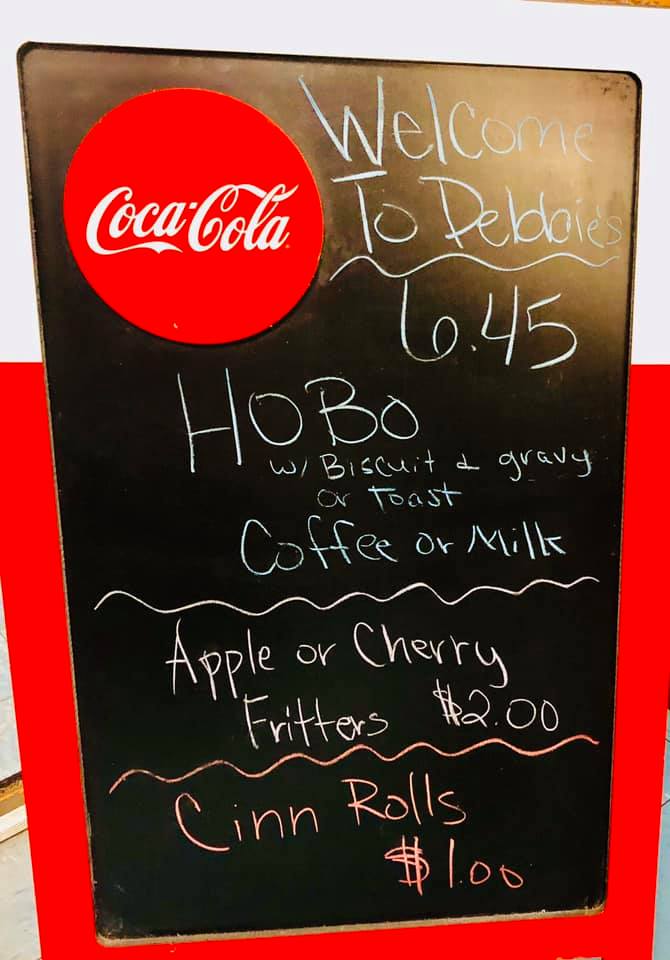 Coca-Cola
Welcome
To Debbie's
6.45
HOBO
w/ Biscuit & gravy
or Toast
Coffee or Milk
Apple or Cherry
Fritters $2.00
Cinn Rolls
$1.00